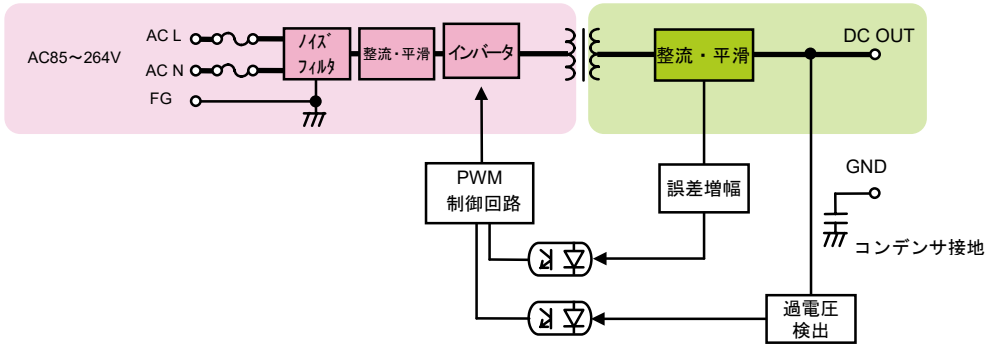 AC85～264V
AC L
AC N
FG
ﾉｲｽﾞ
ﾌｨﾙﾀ
整流・平滑
インバータ
整流・平滑
DC OUT
PWM
制御回路
誤差増幅
GND
コンデンサ接地
過電圧
検出